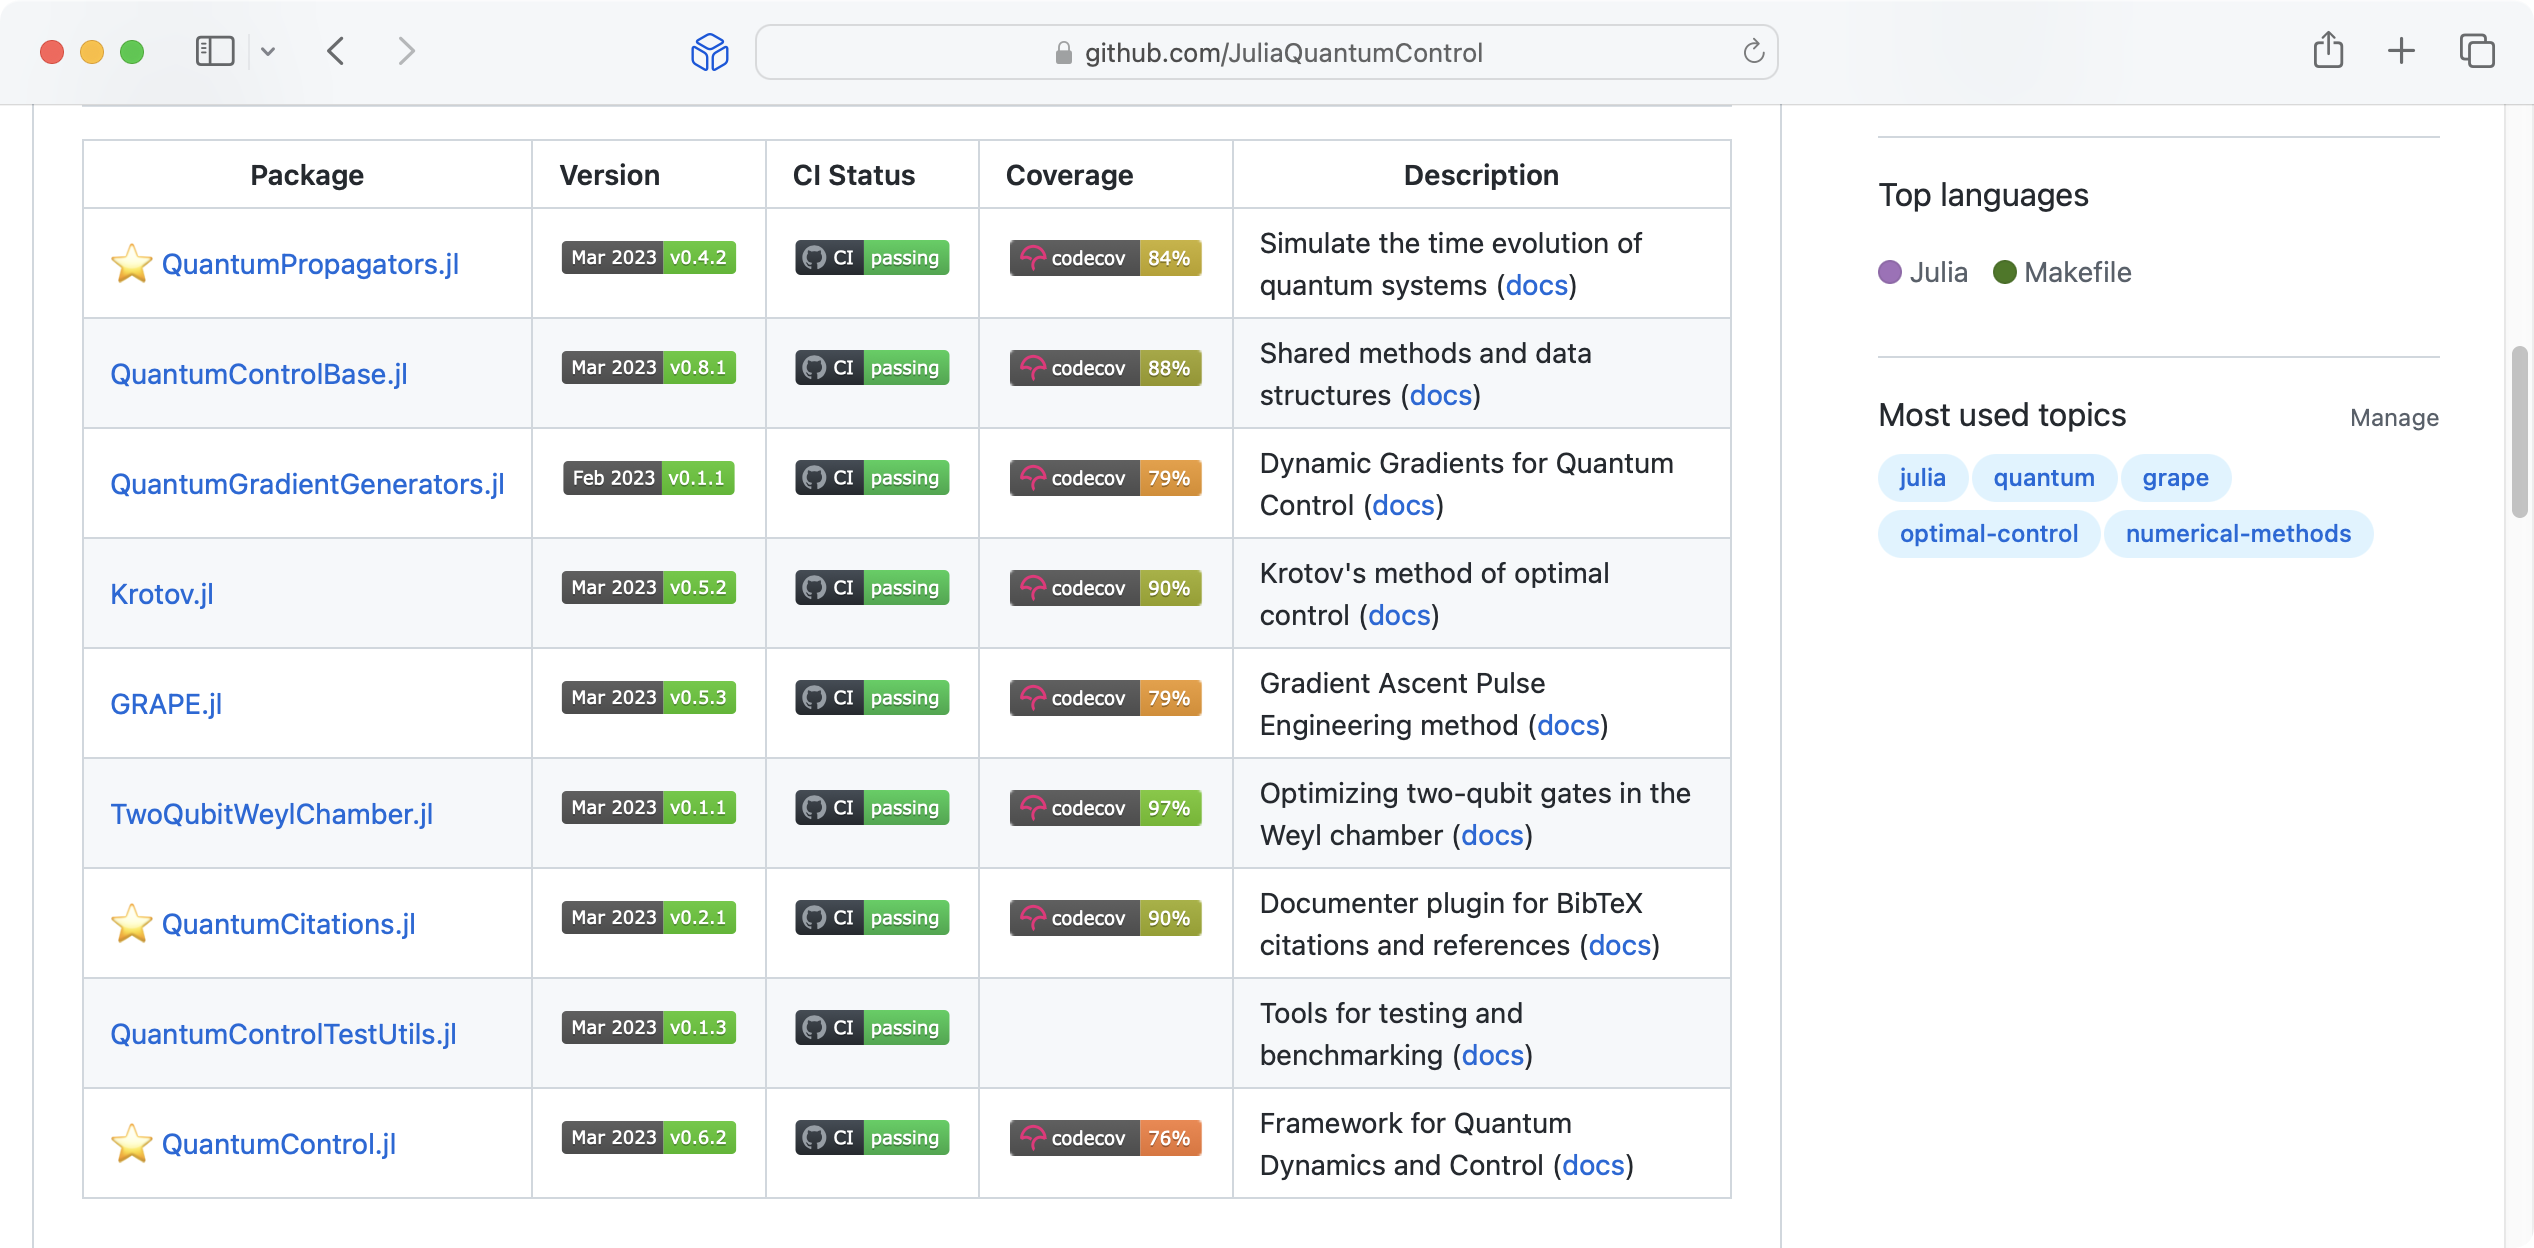 github.com/JuliaQuantumControl
Package Version CI Status Coverage Description
QuantumPropagators.jl Mar 2023 v0.4.2 CI passing codecov 84% Simulate the time evolution of
quantum systems (docs)
QuantumControlBase.jl Mar 2023 v0.8.1 CI passing codecov 88% Shared methods and data
structures (docs)
QuantumGradientGenerators.jl Feb 2023 v0.1.1 CI passing codecov 79% Dynamic Gradients for Quantum
Control (docs)
Krotov.jl Mar 2023 v0.5.2 CI passing codecov 90% Krotov's method of optimal
control (docs)
GRAPE.jl Mar 2023 v0.5.3 CI passing codecov 79% Gradient Ascent Pulse
Engineering method (docs)
TwoQubitWeylChamber.jl Mar 2023 v0.1.1 CI passing codecov 97% Optimizing two-qubit gates in the
Weyl chamber (docs)
QuantumCitations.jl Mar 2023 v0.2.1 CI passing codecov 90% Documenter plugin for BibTeX
citations and references (docs)
QuantumControlTestUtils.jl Mar 2023 v0.1.3 CI passing Tools for testing and
benchmarking (docs)
QuantumControl.jl Mar 2023 v0.6.2 CI passing codecov 76% Framework for Quantum
Dynamics and Control (docs)
Top languages
Julia Makefile
Most used topics Manage
julia quantum grape
optimal-control numerical-methods